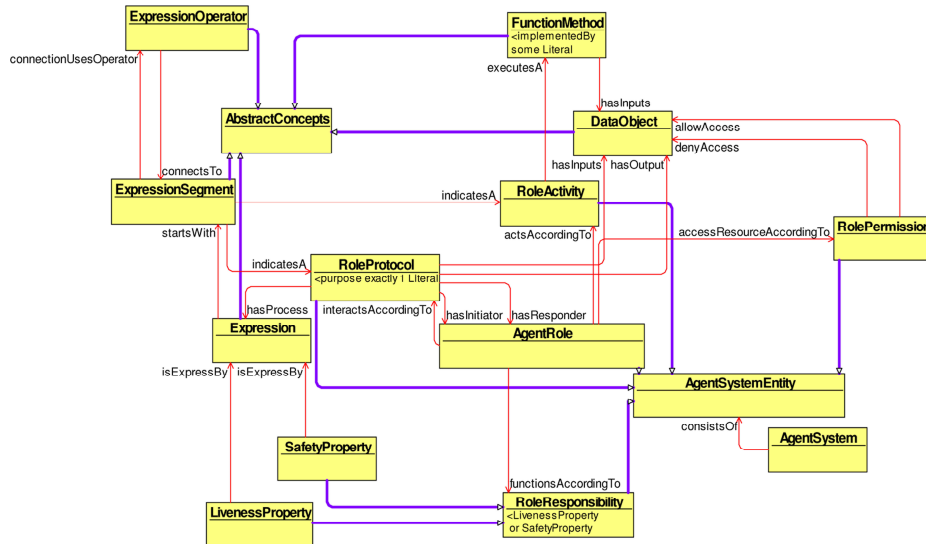 ExpressionOperator
FunctionMethod
<implementedBy
some Literal
connectionUsesOperator
executesA
hasInputs
AbstractConcepts
DataObject
allowAccess
denyAccess
connectsTo
hasInputs hasOutput
ExpressionSegment
indicatesA
RoleActivity
startsWith
actsAccordingTo
accessResourceAccordingTo
RolePermission
indicatesA
RoleProtocol
<purpose exactly 1 Literal
hasProcess
interactsAccordingTo
hasInitiator
hasResponder
Expression
AgentRole
isExpressBy isExpressBy
AgentSystemEntity
consistsOf
AgentSystem
SafetyProperty
functionsAccordingTo
RoleResponsibility
<LivenessProperty
or SafetyProperty
LivenessProperty